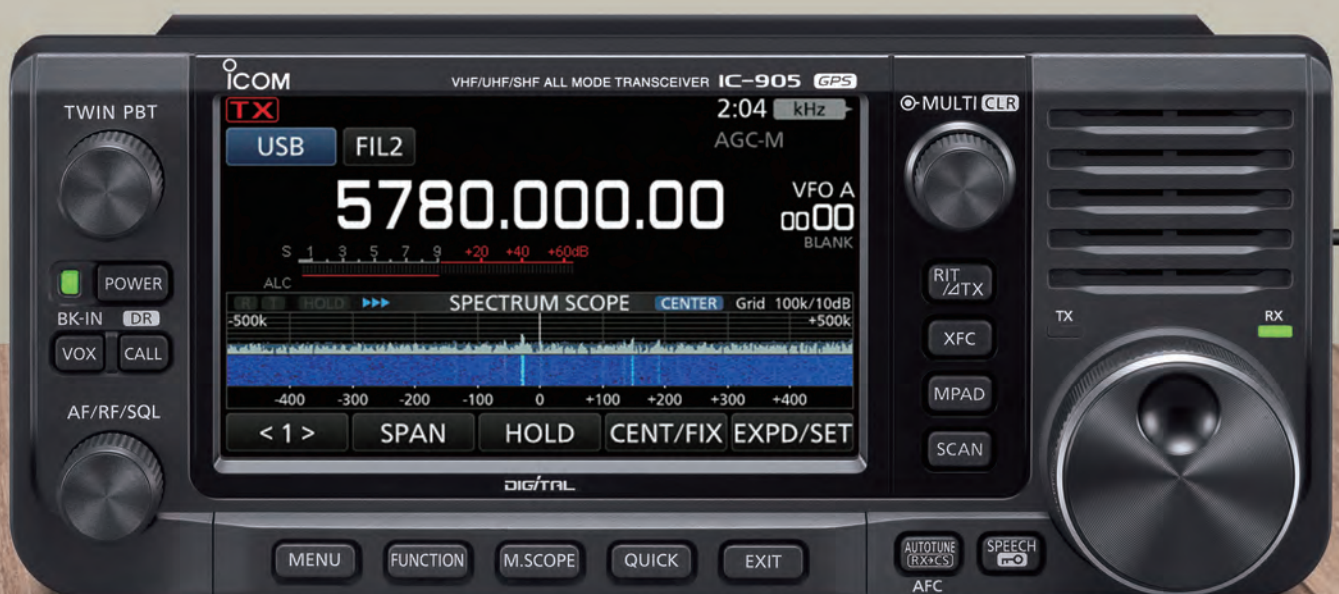 ICOM
VHF/UHF/SHF ALL MODE TRANSCEIVER IC-905 GPS
TWIN PBT
TX
2:04 kHz
MULTI CLR
USB FIL2
AGC-M
5780.000.00
VFO A
00
BLANK
S 1 3 5 7 9 +20 +40 +60dB
ALC
POWER
BK-IN DR
VOX CALL
AF/RF/SQL
R T HOLD SPECTRUM SCOPE CENTER Grid 100k/10dB
-500k +500k
-400 -300 -200 -100 0 +100 +200 +300 +400
<1> SPAN HOLD CENT/FIX EXPD/SET
DIGITAL
RIT
/⊿TX
XFC
MPAD
SCAN
TX RX
MENU FUNCTION M.SCOPE QUICK EXIT
AUTOTUNE
RX→CS
AFC
SPEECH